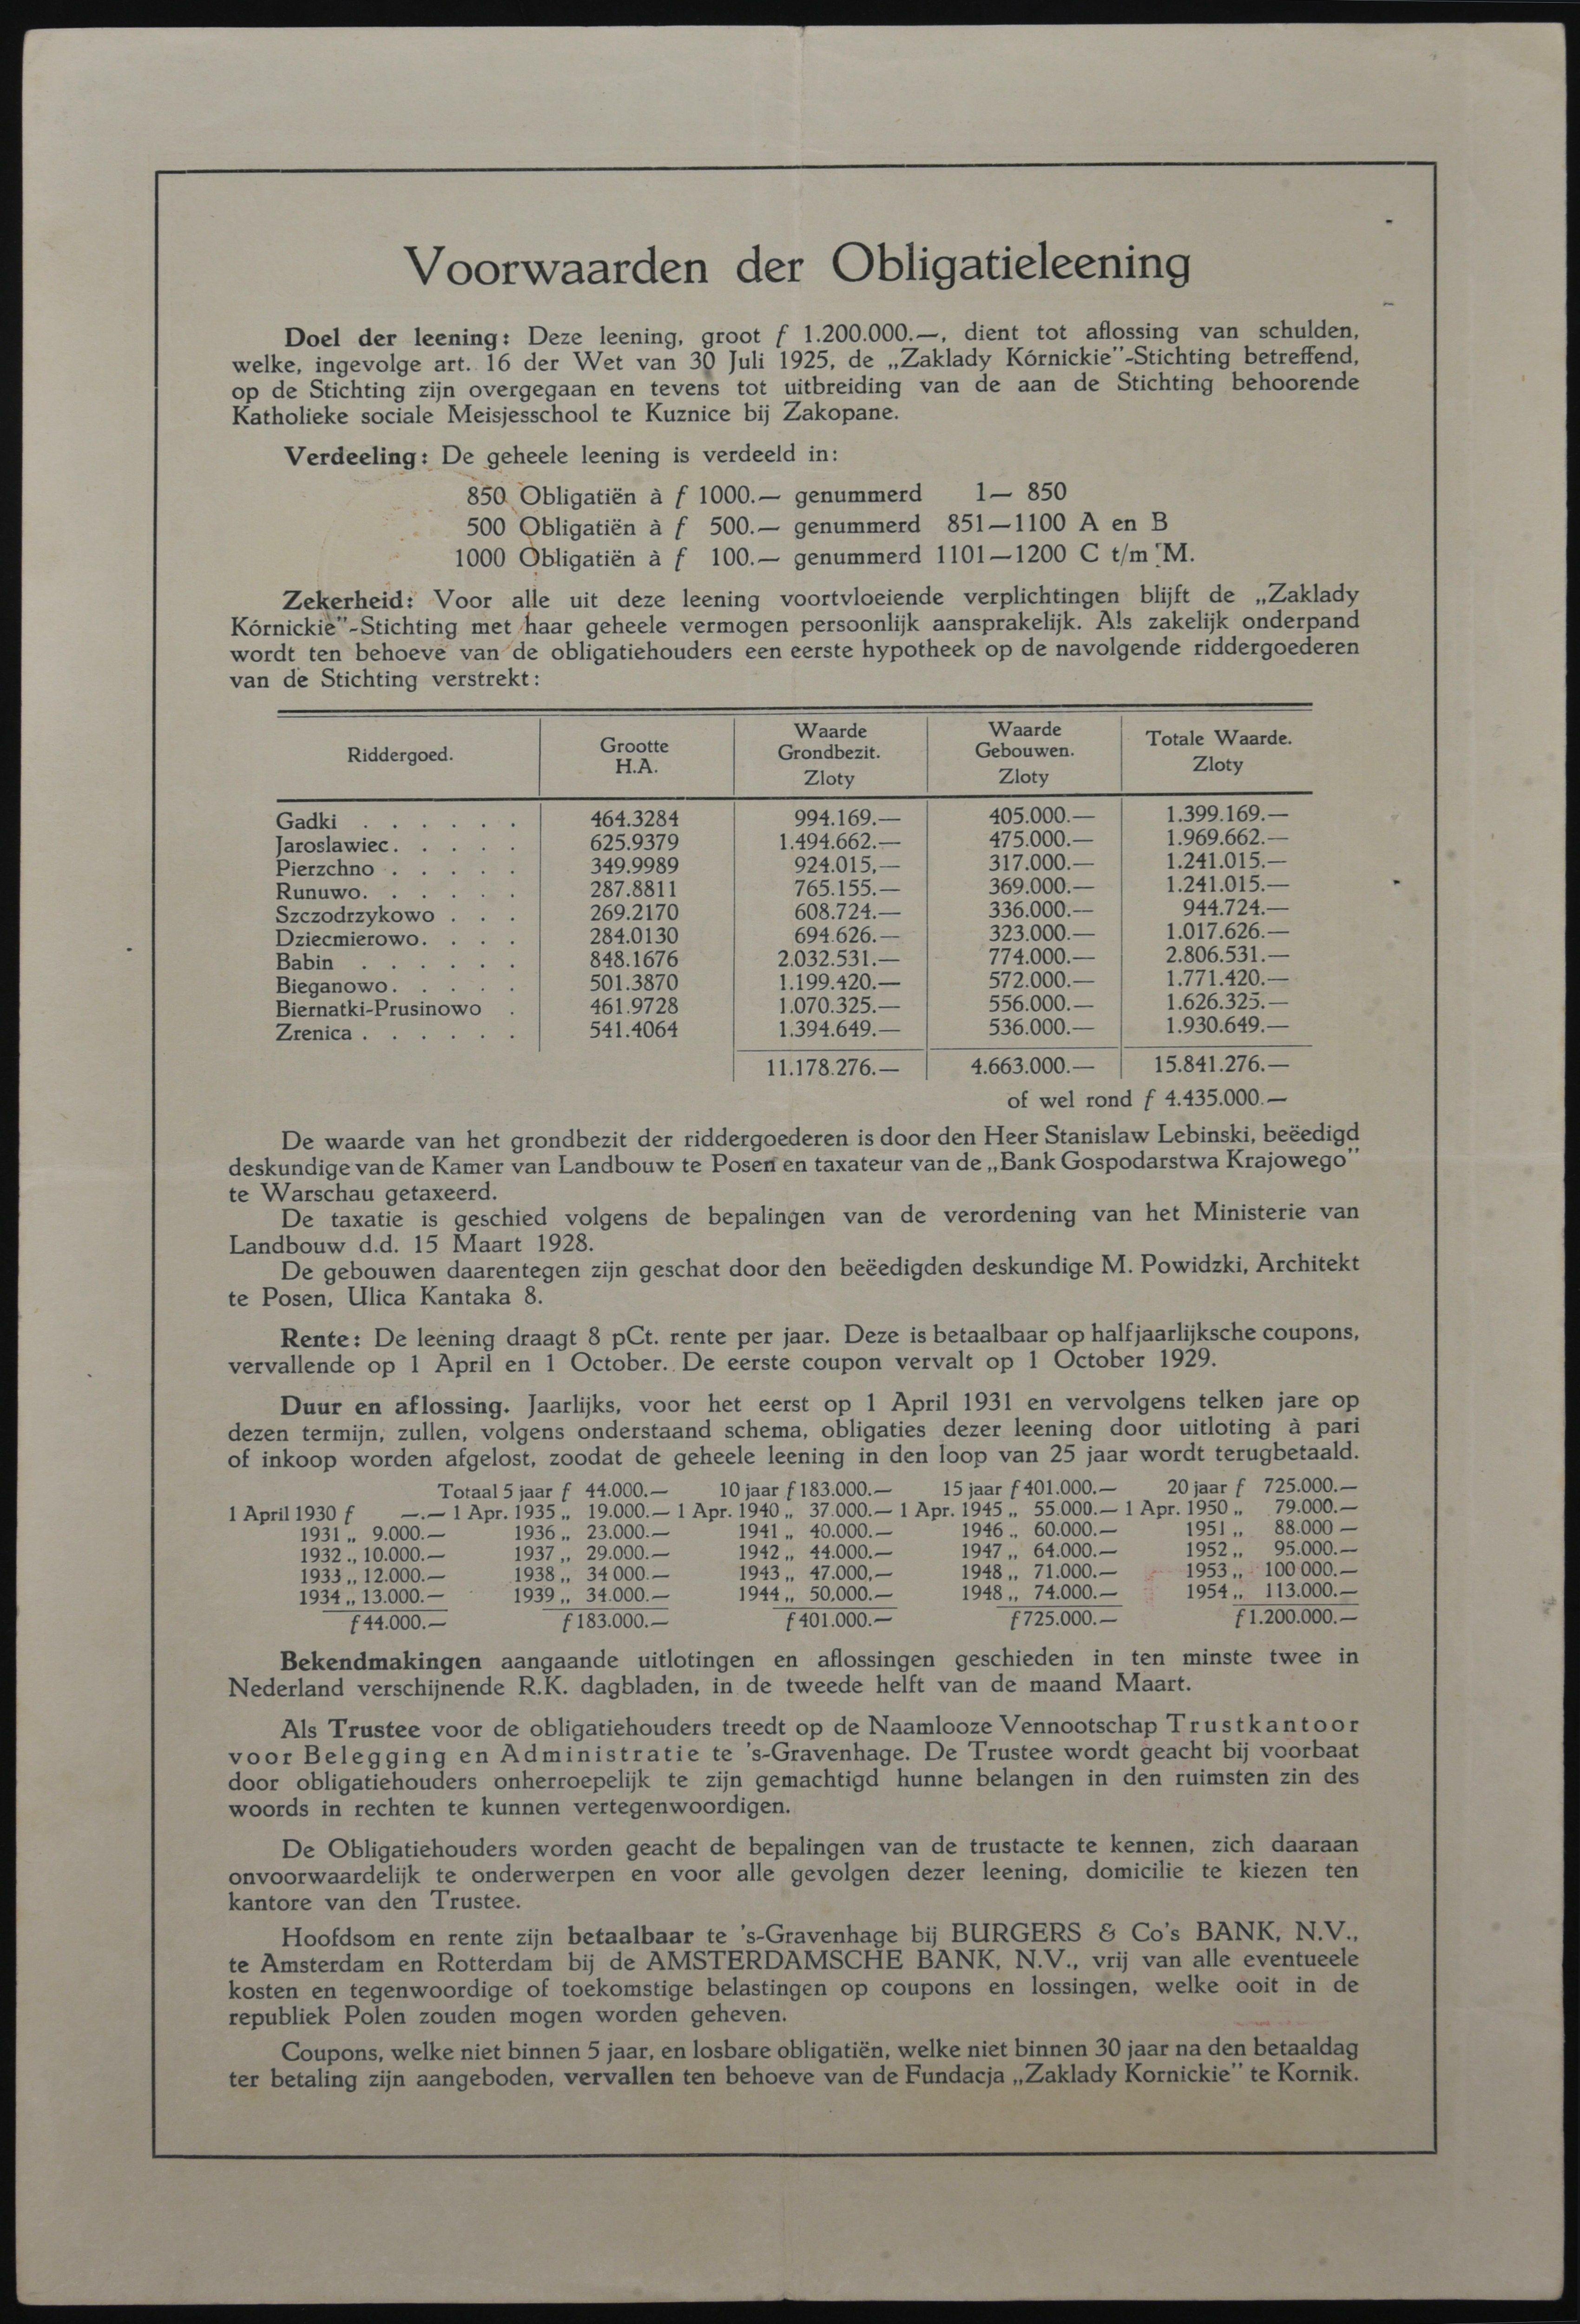 Voorwaarden der Obligatieleening
Doel der leening: Deze leening, groot ƒ 1.200.000.—, dient tot aflossing van schulden,
welke, ingevolge art. 16 der Wet van 30 Juli 1925, de „Zaklady Kórnickie”-Stichting betreffend,
op de Stichting zijn overgegaan en tevens tot uitbreiding van de aan de Stichting behoorende
Katholieke sociale Meisjesschool te Kuznice bij Zakopane.
Verdeeling: De geheele leening is verdeeld in:
850 Obligatiën à ƒ 1000.— genummerd 1— 850
500 Obligatiën à ƒ 500.— genummerd 851—1100 A en B
1000 Obligatiën à ƒ 100.— genummerd 1101—1200 C t/m M.
Zekerheid: Voor alle uit deze leening voortvloeiende verplichtingen blijft de „Zaklady
Kórnickie”-Stichting met haar geheele vermogen persoonlijk aansprakelijk. Als zakelijk onderpand
wordt ten behoeve van de obligatiehouders een eerste hypotheek op de navolgende riddergoederen
van de Stichting verstrekt:
Riddergoed. Grootte H.A. Waarde Grondbezit. Zloty Waarde Gebouwen. Zloty Totale Waarde. Zloty
Gadki . . . . . . 464.3284 994.169.— 405.000.— 1.399.169.—
Jaroslawiec . . . . . 625.9379 1.494.662.— 475.000.— 1.969.662.—
Pierzchno . . . . . 349.9989 924.015,— 317.000.— 1.241.015.—
Runuwo. . . . . . 287.8811 765.155.— 369.000.— 1.241.015.—
Szczodrzykowo . . . 269.2170 608.724.— 336.000.— 944.724.—
Dziecmierowo. . . . 284.0130 694.626.— 323.000.— 1.017.626.—
Babin . . . . . . 848.1676 2.032.531.— 774.000.— 2.806.531.—
Bieganowo . . . . . 501.3870 1.199.420.— 572.000.— 1.771.420.—
Biernatki-Prusinowo . 461.9728 1.070.325.— 556.000.— 1.626.325.—
Zrenica . . . . . . 541.4064 1.394.649.— 536.000.— 1.930.649.—
11.178.276.— 4.663.000.— 15.841.276.—
of wel rond ƒ 4.435.000.—
De waarde van het grondbezit der riddergoederen is door den Heer Stanislaw Lebinski, beëedigd
deskundige van de Kamer van Landbouw te Posen en taxateur van de „Bank Gospodarstwa Krajowego”
te Warschau getaxeerd.
De taxatie is geschied volgens de bepalingen van de verordening van het Ministerie van
Landbouw d.d. 15 Maart 1928.
De gebouwen daarentegen zijn geschat door den beëedigden deskundige M. Powidzki, Architekt
te Posen, Ulica Kantaka 8.
Rente: De leening draagt 8 pCt. rente per jaar. Deze is betaalbaar op halfjaarlijksche coupons,
vervallende op 1 April en 1 October. De eerste coupon vervalt op 1 October 1929.
Duur en aflossing. Jaarlijks, voor het eerst op 1 April 1931 en vervolgens telken jare op
dezen termijn, zullen, volgens onderstaand schema, obligaties dezer leening door uitloting à pari
of inkoop worden afgelost, zoodat de geheele leening in den loop van 25 jaar wordt terugbetaald.
Totaal 5 jaar ƒ 44.000.— 10 jaar ƒ 183.000.— 15 jaar ƒ 401.000.— 20 jaar ƒ 725.000.—
1 April 1930 ƒ —.— 1 Apr. 1935 „ 19.000.— 1 Apr. 1940 „ 37.000.— 1 Apr. 1945 „ 55.000.— 1 Apr. 1950 „ 79.000.—
1931 „ 9.000.— 1936 „ 23.000.— 1941 „ 40.000.— 1946 „ 60.000.— 1951 „ 88.000 —
1932 „ 10.000.— 1937 „ 29.000.— 1942 „ 44.000.— 1947 „ 64.000.— 1952 „ 95.000.—
1933 „ 12.000.— 1938 „ 34 000.— 1943 „ 47.000,— 1948 „ 71.000.— 1953 „ 100 000.—
1934 „ 13.000.— 1939 „ 34.000.— 1944 „ 50.000.— 1948 „ 74.000.— 1954 „ 113.000.—
ƒ 44.000.— ƒ 183.000.— ƒ 401.000.— ƒ 725.000.— ƒ 1.200.000.—
Bekendmakingen aangaande uitlotingen en aflossingen geschieden in ten minste twee in
Nederland verschijnende R.K. dagbladen, in de tweede helft van de maand Maart.
Als Trustee voor de obligatiehouders treedt op de Naamlooze Vennootschap Trustkantoor
voor Belegging en Administratie te 's-Gravenhage. De Trustee wordt geacht bij voorbaat
door obligatiehouders onherroepelijk te zijn gemachtigd hunne belangen in den ruimsten zin des
woords in rechten te kunnen vertegenwoordigen.
De Obligatiehouders worden geacht de bepalingen van de trustacte te kennen, zich daaraan
onvoorwaardelijk te onderwerpen en voor alle gevolgen dezer leening, domicilie te kiezen ten
kantore van den Trustee.
Hoofdsom en rente zijn betaalbaar te 's-Gravenhage bij BURGERS & Co's BANK, N.V.,
te Amsterdam en Rotterdam bij de AMSTERDAMSCHE BANK, N.V., vrij van alle eventueele
kosten en tegenwoordige of toekomstige belastingen op coupons en lossingen, welke ooit in de
republiek Polen zouden mogen worden geheven.
Coupons, welke niet binnen 5 jaar, en losbare obligatiën, welke niet binnen 30 jaar na den betaaldag
ter betaling zijn aangeboden, vervallen ten behoeve van de Fundacja „Zaklady Kornickie” te Kornik.